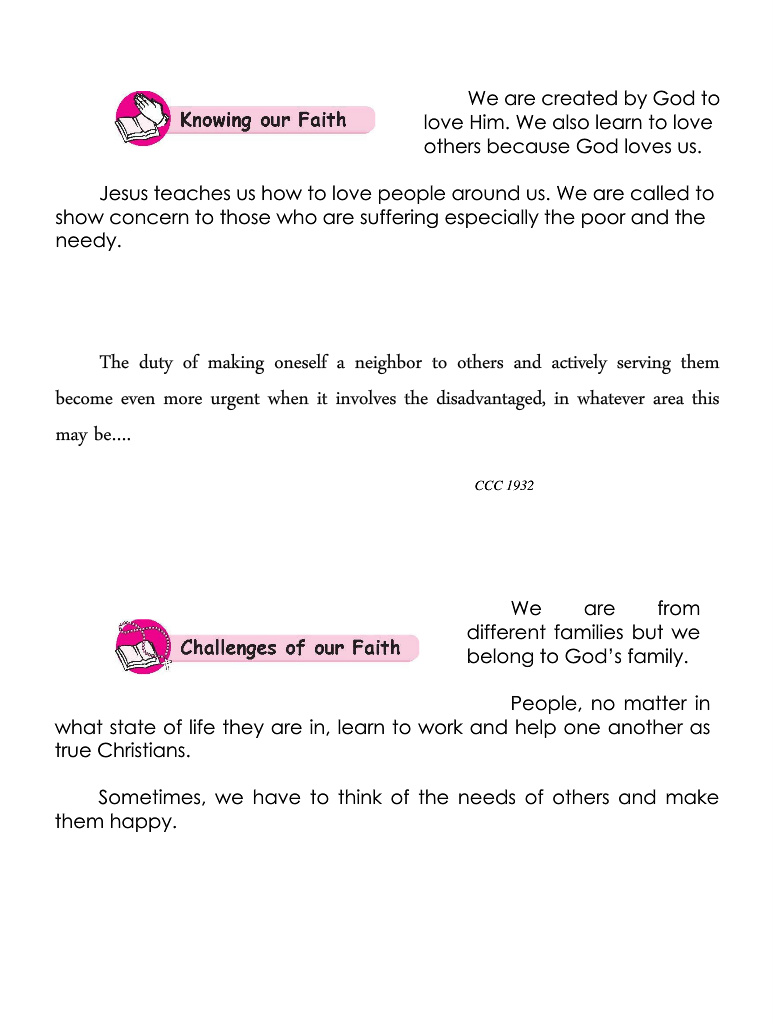 Knowing our Faith
We are created by God to
love Him. We also learn to love
others because God loves us.
Jesus teaches us how to love people around us. We are called to
show concern to those who are suffering especially the poor and the
needy.
The duty of making oneself a neighbor to others and actively serving them
become even more urgent when it involves the disadvantaged, in whatever area this
may be....
CCC 1932
Challenges of our Faith
We are from
different families but we
belong to God's family.
People, no matter in
what state of life they are in, learn to work and help one another as
true Christians.
Sometimes, we have to think of the needs of others and make
them happy.